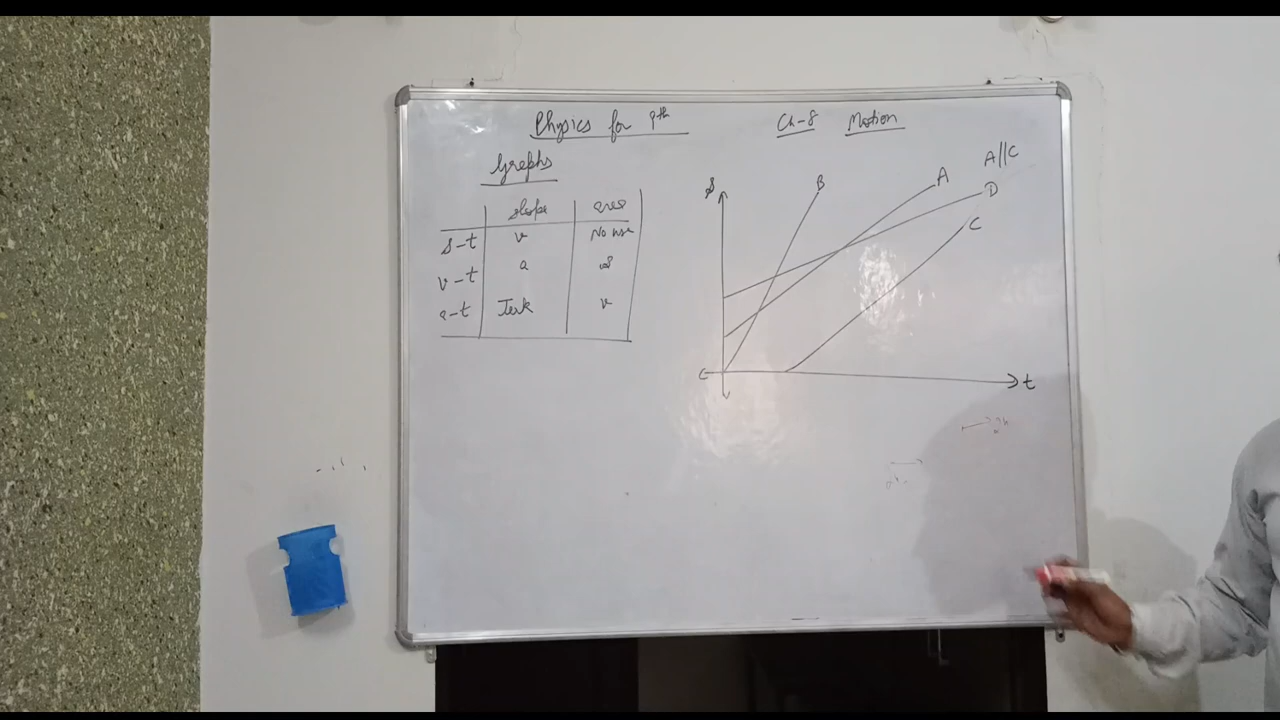 Physics for 9th Ch-8 Motion
Graphs
slope area
s-t v No use
v-t a
a-t Jerk v
A//C
S
B
A
D
C
t